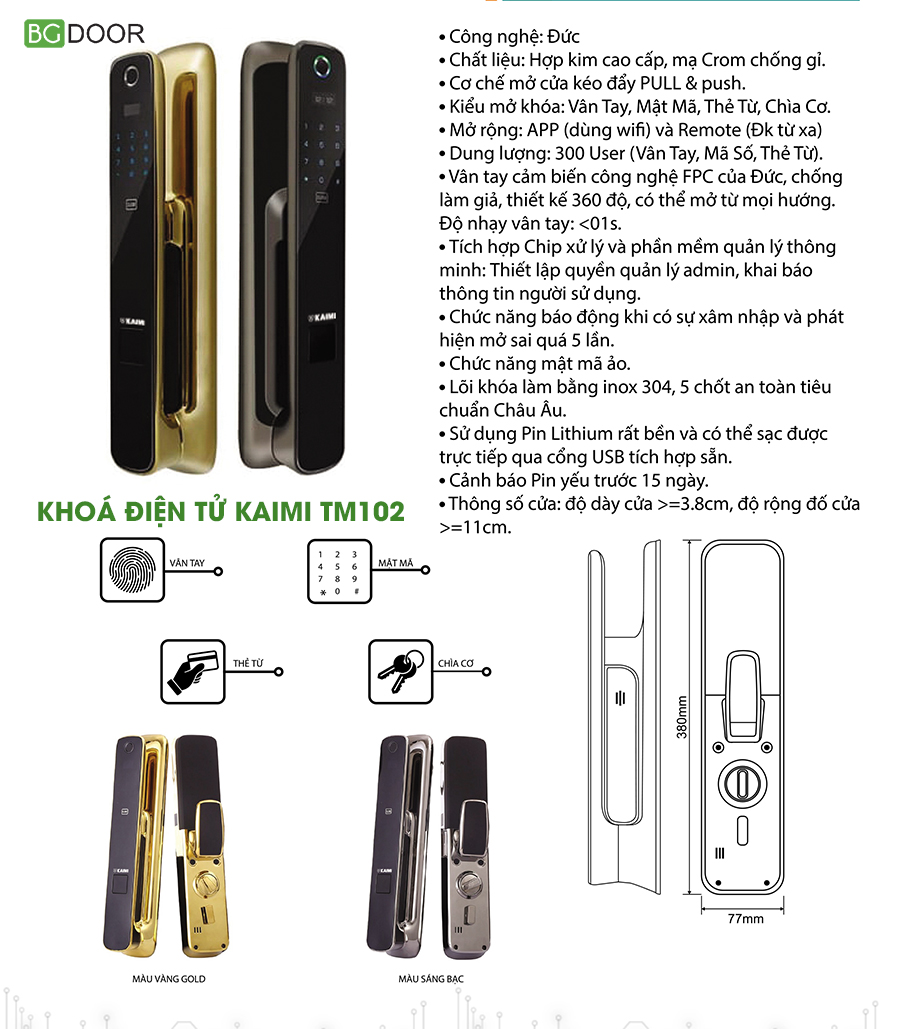 BGDOOR
• Công nghệ: Đức
• Chất liệu: Hợp kim cao cấp, mạ Crom chống gỉ.
• Cơ chế mở cửa kéo đẩy PULL & push.
• Kiểu mở khóa: Vân Tay, Mật Mã, Thẻ Từ, Chìa Cơ.
• Mở rộng: APP (dùng wifi) và Remote (Đk từ xa)
• Dung lượng: 300 User (Vân Tay, Mã Số, Thẻ Từ).
• Vân tay cảm biến công nghệ FPC của Đức, chống
làm giả, thiết kế 360 độ, có thể mở từ mọi hướng.
Độ nhạy vân tay: <01s.
• Tích hợp Chip xử lý và phần mềm quản lý thông
minh: Thiết lập quyền quản lý admin, khai báo
thông tin người sử dụng.
• Chức năng báo động khi có sự xâm nhập và phát
hiện mở sai quá 5 lần.
• Chức năng mật mã ảo.
• Lõi khóa làm bằng inox 304, 5 chốt an toàn tiêu
chuẩn Châu Âu.
• Sử dụng Pin Lithium rất bền và có thể sạc được
trực tiếp qua cổng USB tích hợp sẵn.
• Cảnh báo Pin yếu trước 15 ngày.
• Thông số cửa: độ dày cửa >=3.8cm, độ rộng đố cửa
>=11cm.
KAIMI
KAIMI
KHOÁ ĐIỆN TỬ KAIMI TM102
VÂN TAY
1 2 3
4 5 6
7 8 9
* 0 #
MẬT MÃ
THẺ TỪ
CHÌA CƠ
380mm
77mm
KAIMI
KAIMI
MÀU VÀNG GOLD
MÀU SÁNG BẠC